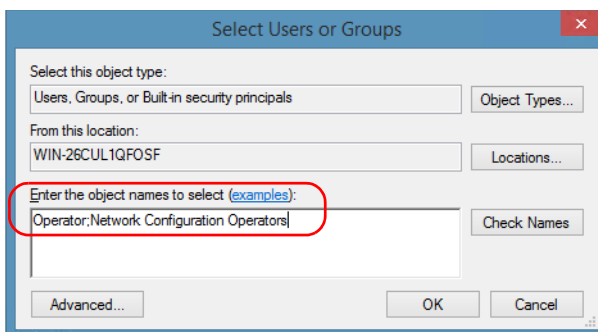 Select Users or Groups
Select this object type:
Users, Groups, or Built-in security principals
Object Types...
From this location:
WIN-26CUL1QFOSF
Locations...
Enter the object names to select (examples):
Operator;Network Configuration Operators
Check Names
Advanced...
OK
Cancel